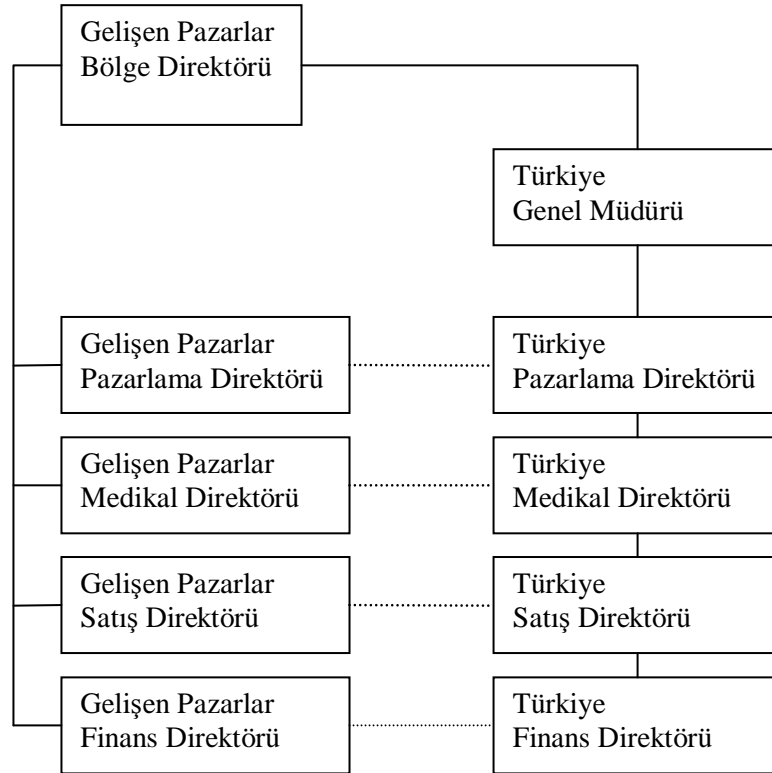 Gelişen Pazarlar
Bölge Direktörü
Türkiye
Genel Müdürü
Gelişen Pazarlar
Pazarlama Direktörü
Türkiye
Pazarlama Direktörü
Gelişen Pazarlar
Medikal Direktörü
Türkiye
Medikal Direktörü
Gelişen Pazarlar
Satış Direktörü
Türkiye
Satış Direktörü
Gelişen Pazarlar
Finans Direktörü
Türkiye
Finans Direktörü